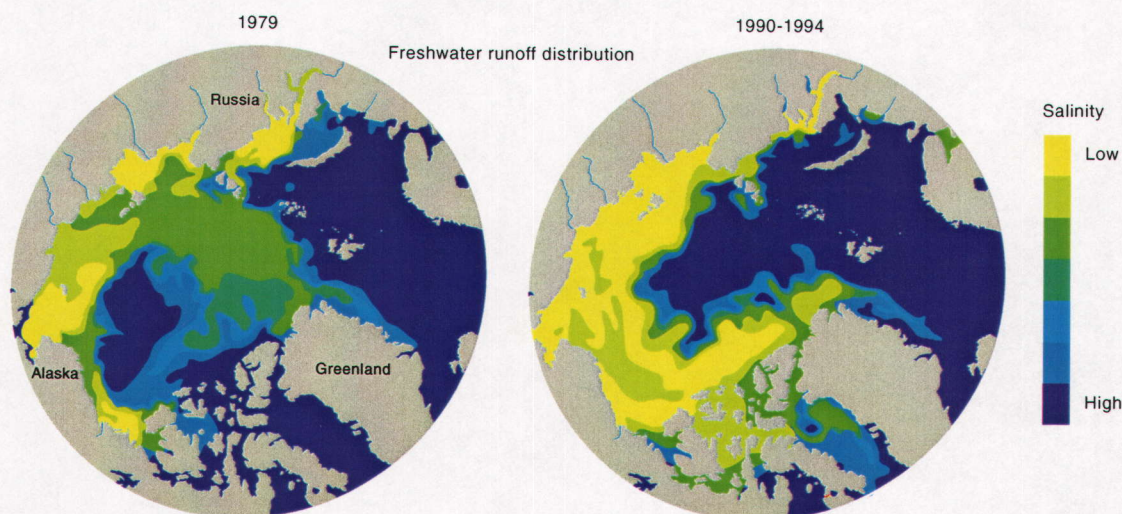 1979
1990-1994
Freshwater runoff distribution
Russia
Alaska
Greenland
Salinity
Low
High